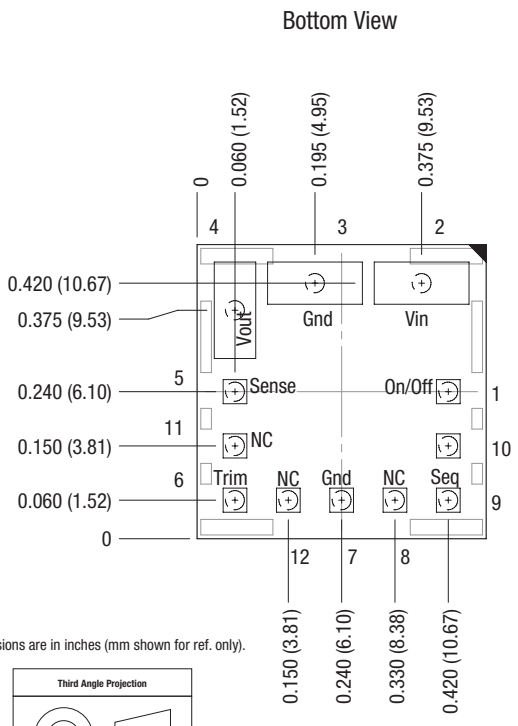 Bottom View
0
0.060 (1.52)
0.195 (4.95)
0.375 (9.53)
4
3
2
0.420 (10.67)
0.375 (9.53)
Vout
Gnd
Vin
0.240 (6.10)
5
Sense
On/Off
1
0.150 (3.81)
11
NC
10
0.060 (1.52)
6
Trim
NC
Gnd
NC
Seq
9
0
12
7
8
0.150 (3.81)
0.240 (6.10)
0.330 (8.38)
0.420 (10.67)
are in inches (mm shown for ref. only).
Third Angle Projection